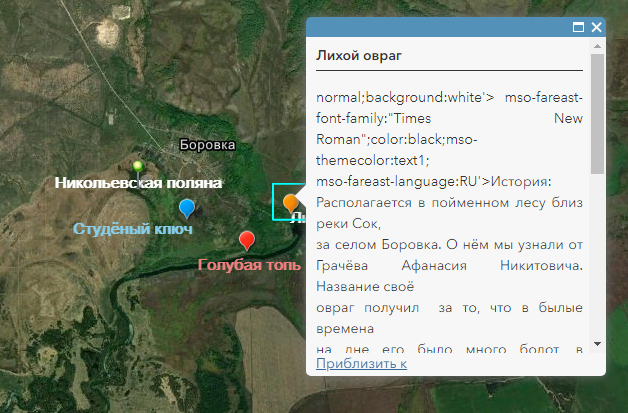 Лихой овраг
normal;background:white'> mso-fareast-
font-family:"Times New
Roman";color:black;mso-
themecolor:text1;
mso-fareast-language:RU'>История:
Располагается в пойменном лесу близ
реки Сок,
за селом Боровка. О нём мы узнали от
Грачёва Афанасия Никитовича.
Название своё
овраг получил за то, что в былые
времена
на дне его было много болот, в
Приблизить к
Боровка
Никольевская поляна
Студёный ключ
Голубая топь